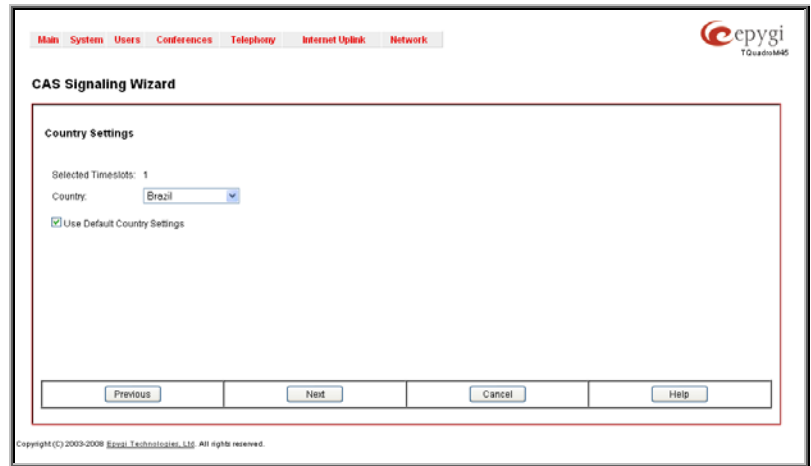 Main System Users Conferences Telephony Internet Uplink Network
epygi
TQuadroM45
CAS Signaling Wizard
Country Settings
Selected Timeslots: 1
Country: Brazil
Use Default Country Settings
Previous Next Cancel Help
Copyright (C) 2003-2008 Epygi Technologies, Ltd. All rights reserved.